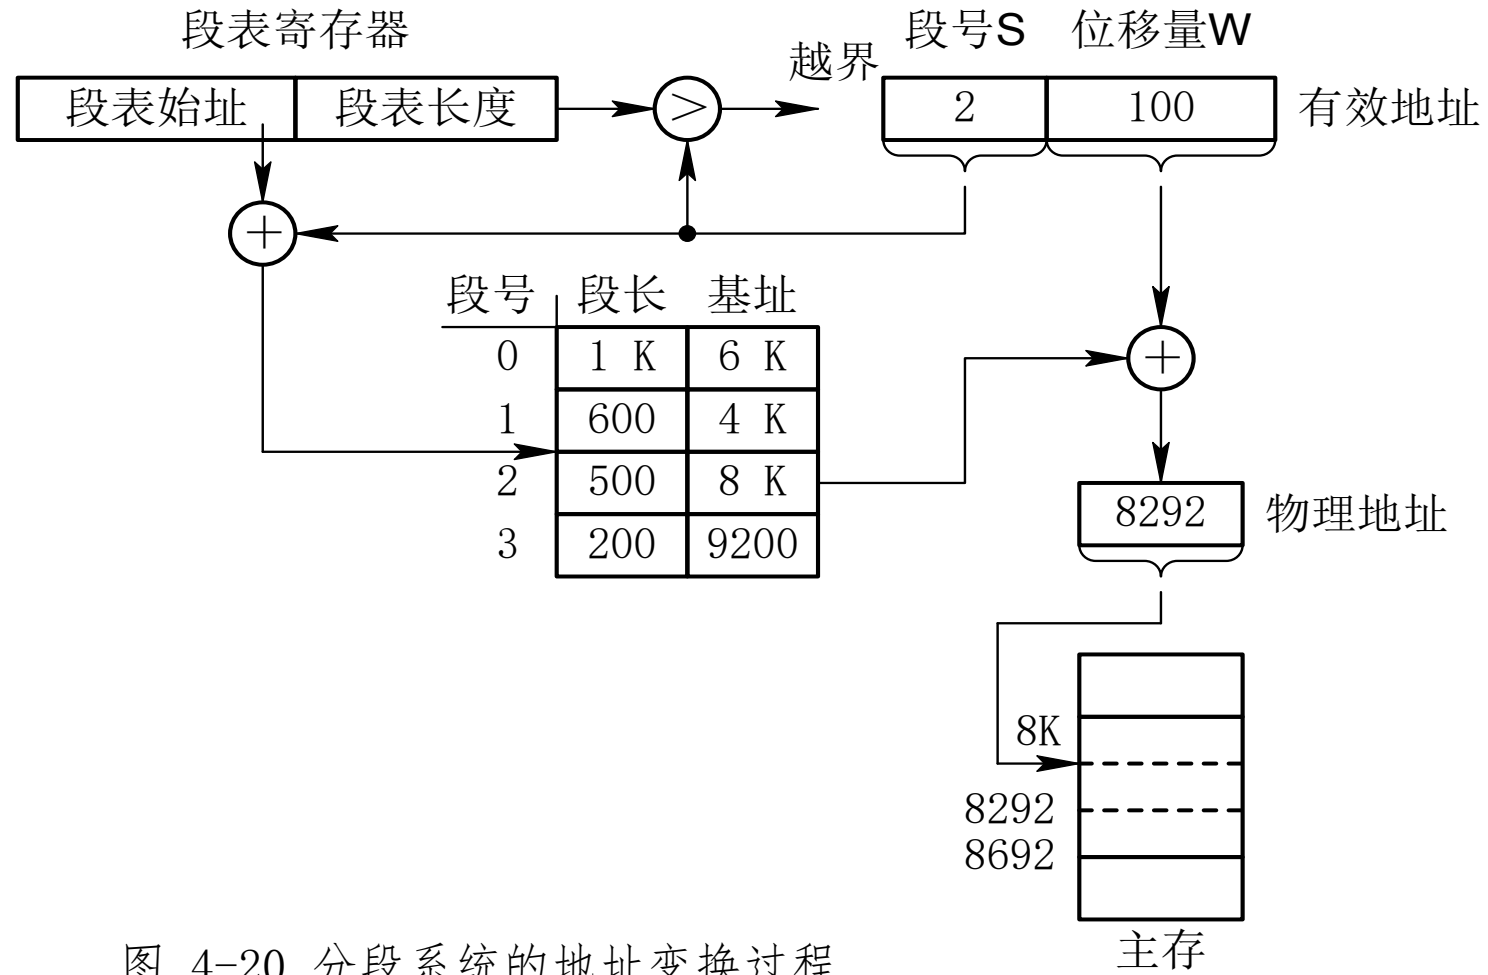 段表寄存器
段号S 位移量W
越界
段表始址 段表长度 > 2 100 有效地址
+
段号 段长 基址
0 1 K 6 K
+
1 600 4 K
2 500 8 K
8292 物理地址
3 200 9200
8K
8292
8692
主存
图 4-20 分段系统的地址变换过程